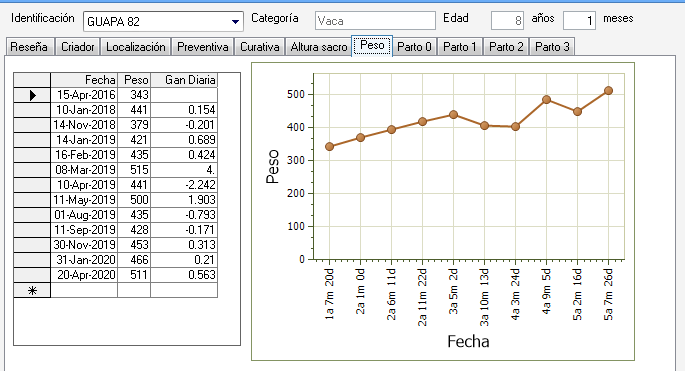 Identificación GUAPA 82 Categoría Vaca Edad 8 años 1 meses
Reseña Criador Localización Preventiva Curativa Altura sacro Peso Parto 0 Parto 1 Parto 2 Parto 3
Fecha Peso Gan Diaria
15-Apr-2016 343
10-Jan-2018 441 0.154
14-Nov-2018 379 -0.201
14-Jan-2019 421 0.689
16-Feb-2019 435 0.424
08-Mar-2019 515 4.
10-Apr-2019 441 -2.242
11-May-2019 500 1.903
01-Aug-2019 435 -0.793
11-Sep-2019 428 -0.171
30-Nov-2019 453 0.313
31-Jan-2020 466 0.21
20-Apr-2020 511 0.563
Peso
500
400
300
200
100
0
1a 7m 20d
2a 1m 0d
2a 6m 11d
2a 11m 22d
3a 5m 2d
3a 10m 13d
4a 3m 24d
4a 9m 5d
5a 2m 16d
5a 7m 26d
Fecha